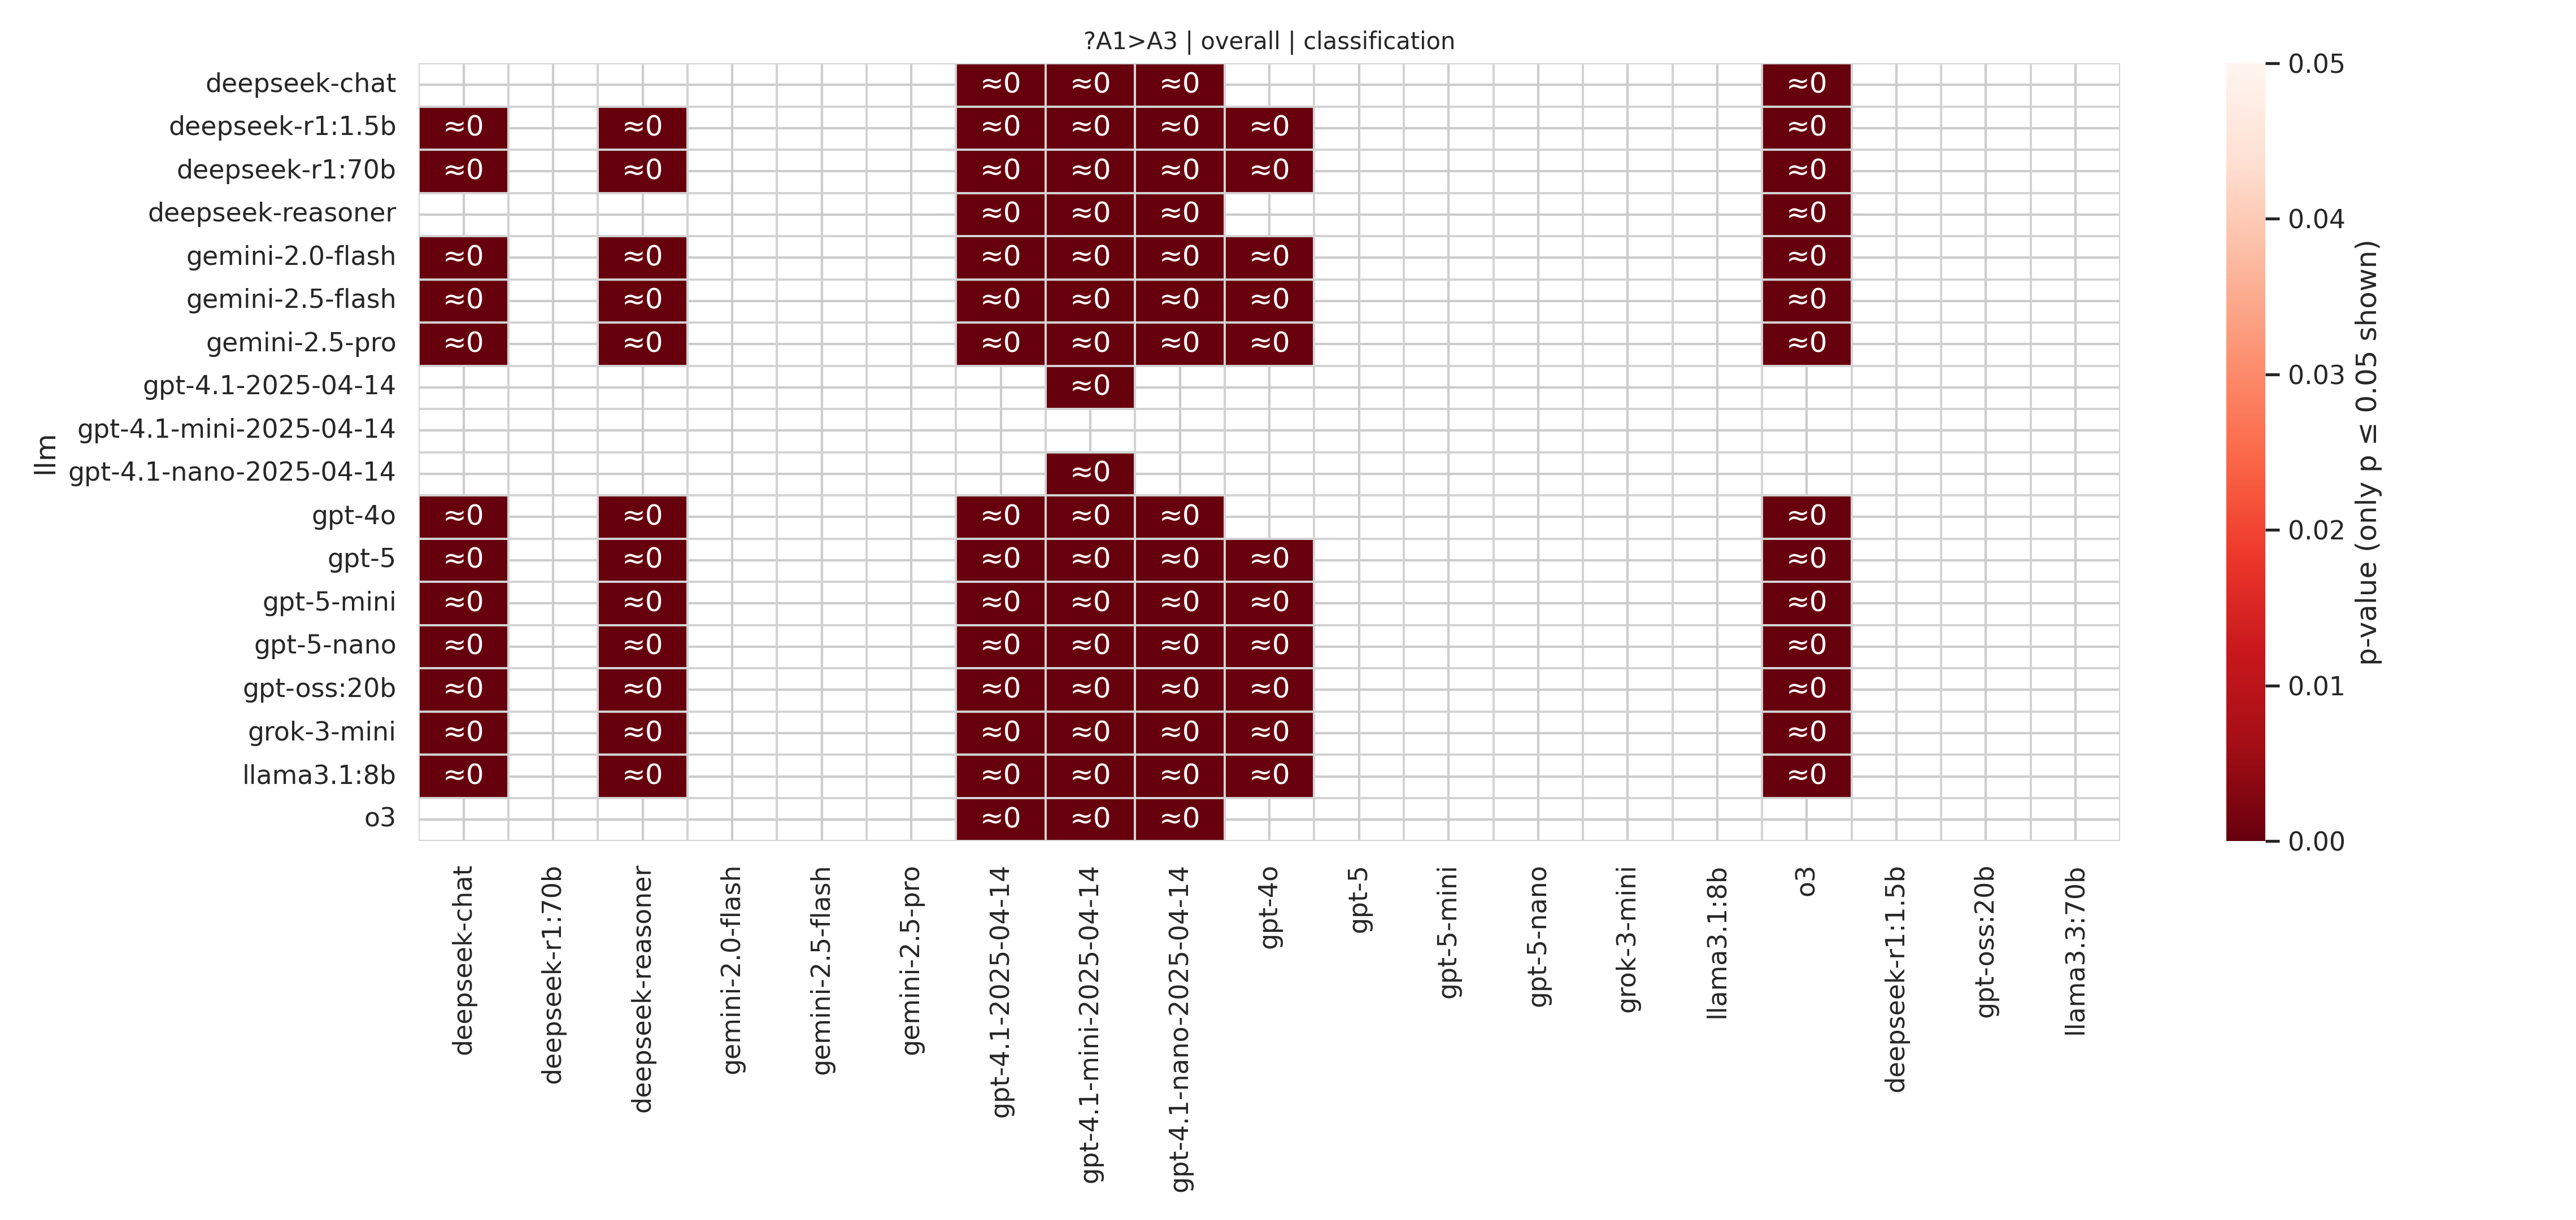 ?A1>A3 | overall | classification
deepseek-chat ≈0 ≈0 ≈0 ≈0
deepseek-r1:1.5b ≈0 ≈0 ≈0 ≈0 ≈0 ≈0 ≈0
deepseek-r1:70b ≈0 ≈0 ≈0 ≈0 ≈0 ≈0 ≈0
deepseek-reasoner ≈0 ≈0 ≈0 ≈0
gemini-2.0-flash ≈0 ≈0 ≈0 ≈0 ≈0 ≈0 ≈0
gemini-2.5-flash ≈0 ≈0 ≈0 ≈0 ≈0 ≈0 ≈0
gemini-2.5-pro ≈0 ≈0 ≈0 ≈0 ≈0 ≈0 ≈0
gpt-4.1-2025-04-14 ≈0
gpt-4.1-mini-2025-04-14
gpt-4.1-nano-2025-04-14 ≈0
gpt-4o ≈0 ≈0 ≈0 ≈0 ≈0 ≈0
gpt-5 ≈0 ≈0 ≈0 ≈0 ≈0 ≈0 ≈0
gpt-5-mini ≈0 ≈0 ≈0 ≈0 ≈0 ≈0 ≈0
gpt-5-nano ≈0 ≈0 ≈0 ≈0 ≈0 ≈0 ≈0
gpt-oss:20b ≈0 ≈0 ≈0 ≈0 ≈0 ≈0 ≈0
grok-3-mini ≈0 ≈0 ≈0 ≈0 ≈0 ≈0 ≈0
llama3.1:8b ≈0 ≈0 ≈0 ≈0 ≈0 ≈0 ≈0
o3 ≈0 ≈0 ≈0
llm
deepseek-chat
deepseek-r1:70b
deepseek-reasoner
gemini-2.0-flash
gemini-2.5-flash
gemini-2.5-pro
gpt-4.1-2025-04-14
gpt-4.1-mini-2025-04-14
gpt-4.1-nano-2025-04-14
gpt-4o
gpt-5
gpt-5-mini
gpt-5-nano
grok-3-mini
llama3.1:8b
o3
deepseek-r1:1.5b
gpt-oss:20b
llama3.3:70b
0.05
0.04
0.03
0.02
0.01
0.00
p-value (only p ≤ 0.05 shown)